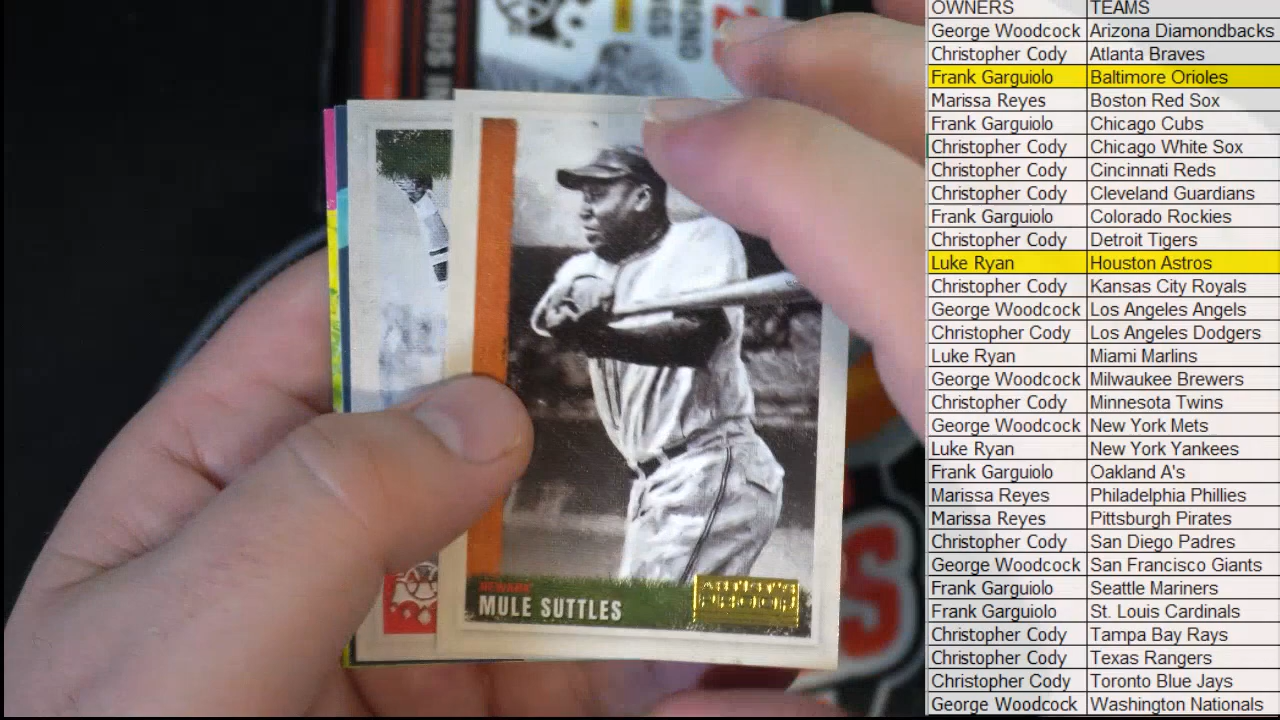 NEWARK
MULE SUTTLES
ARTIST'S
PROOF
OWNERS TEAMS
George Woodcock Arizona Diamondbacks
Christopher Cody Atlanta Braves
Frank Garguiolo Baltimore Orioles
Marissa Reyes Boston Red Sox
Frank Garguiolo Chicago Cubs
Christopher Cody Chicago White Sox
Christopher Cody Cincinnati Reds
Christopher Cody Cleveland Guardians
Frank Garguiolo Colorado Rockies
Christopher Cody Detroit Tigers
Luke Ryan Houston Astros
Christopher Cody Kansas City Royals
George Woodcock Los Angeles Angels
Christopher Cody Los Angeles Dodgers
Luke Ryan Miami Marlins
George Woodcock Milwaukee Brewers
Christopher Cody Minnesota Twins
George Woodcock New York Mets
Luke Ryan New York Yankees
Frank Garguiolo Oakland A's
Marissa Reyes Philadelphia Phillies
Marissa Reyes Pittsburgh Pirates
Christopher Cody San Diego Padres
George Woodcock San Francisco Giants
Frank Garguiolo Seattle Mariners
Frank Garguiolo St. Louis Cardinals
Christopher Cody Tampa Bay Rays
Christopher Cody Texas Rangers
Christopher Cody Toronto Blue Jays
George Woodcock Washington Nationals